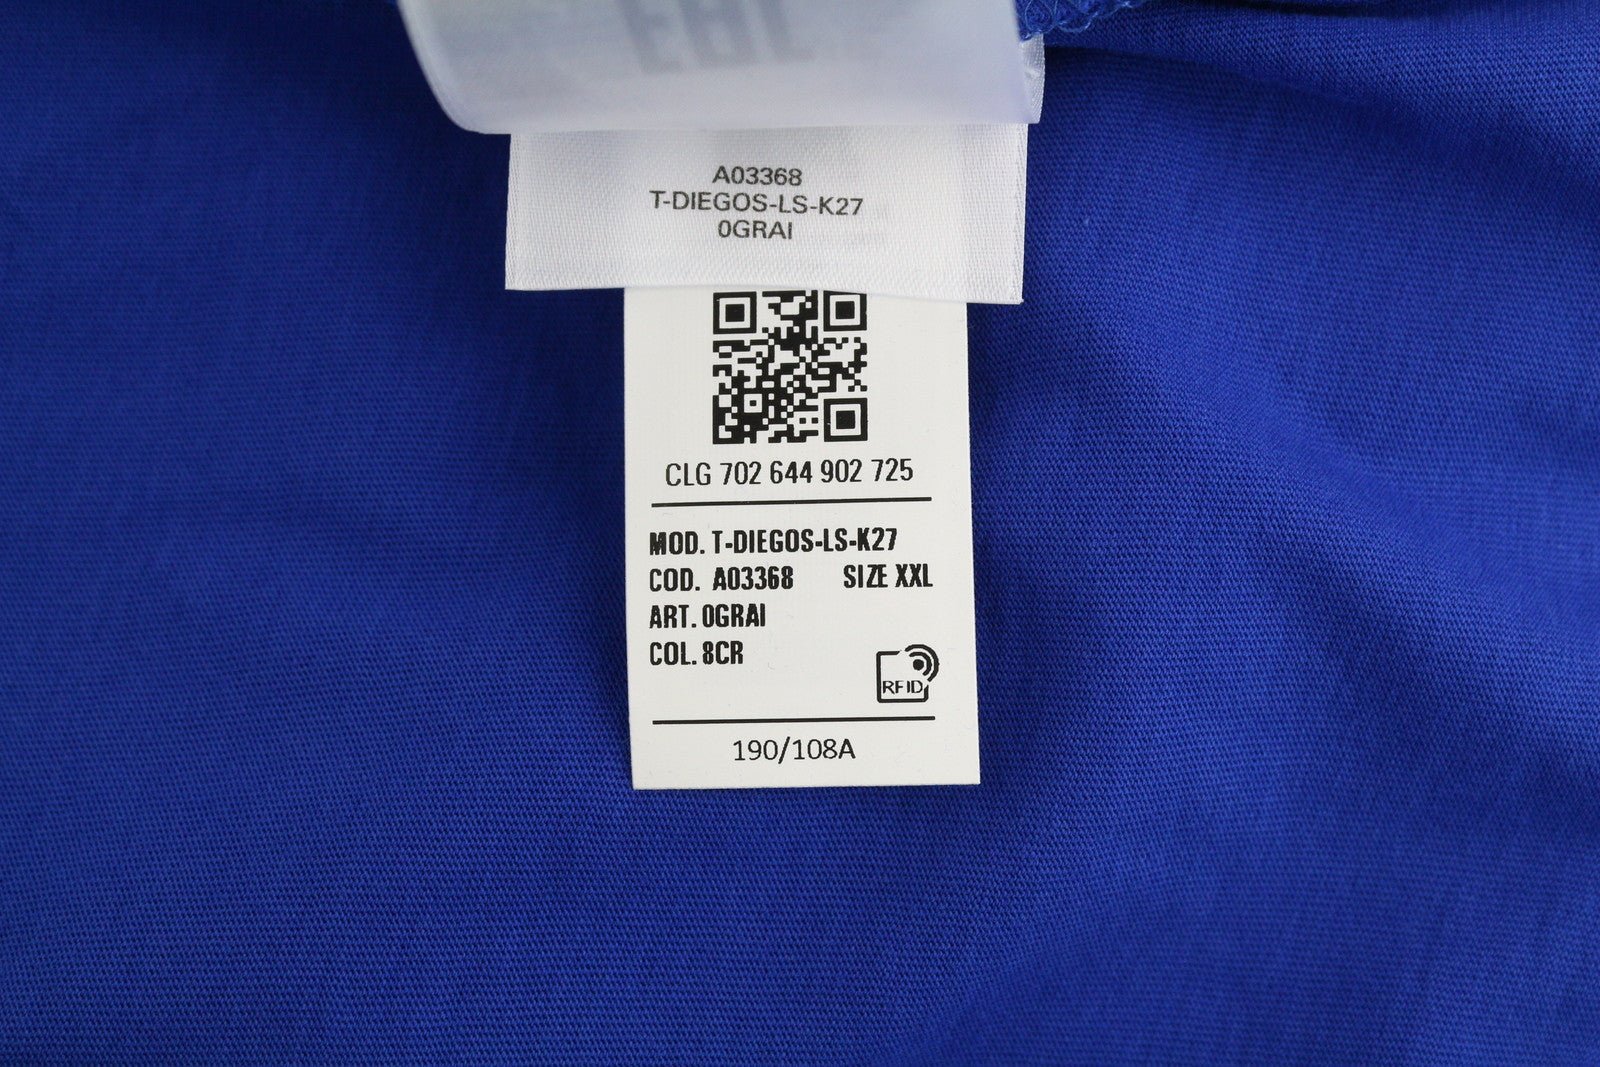 EAC
A03368
T-DIEGOS-LS-K27
0GRAI
CLG 702 644 902 725
MOD. T-DIEGOS-LS-K27
COD. A03368 SIZE XXL
ART. 0GRAI
COL. 8CR
RFID
190/108A